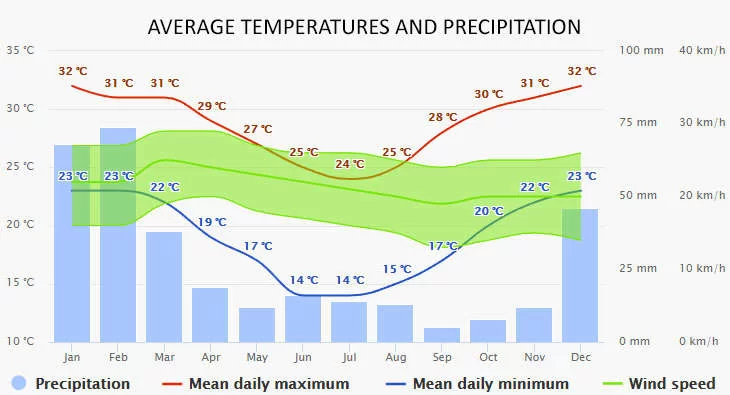 AVERAGE TEMPERATURES AND PRECIPITATION
35 °C 100 mm 40 km/h
32 °C 31 °C 31 °C 29 °C 27 °C 25 °C 24 °C 25 °C 28 °C 30 °C 31 °C 32 °C
30 °C 75 mm 30 km/h
25 °C 50 mm 20 km/h
23 °C 23 °C 22 °C 19 °C 17 °C 14 °C 14 °C 15 °C 17 °C 20 °C 22 °C 23 °C
20 °C
15 °C 25 mm 10 km/h
10 °C 0 mm 0 km/h
Jan Feb Mar Apr May Jun Jul Aug Sep Oct Nov Dec
Precipitation Mean daily maximum Mean daily minimum Wind speed